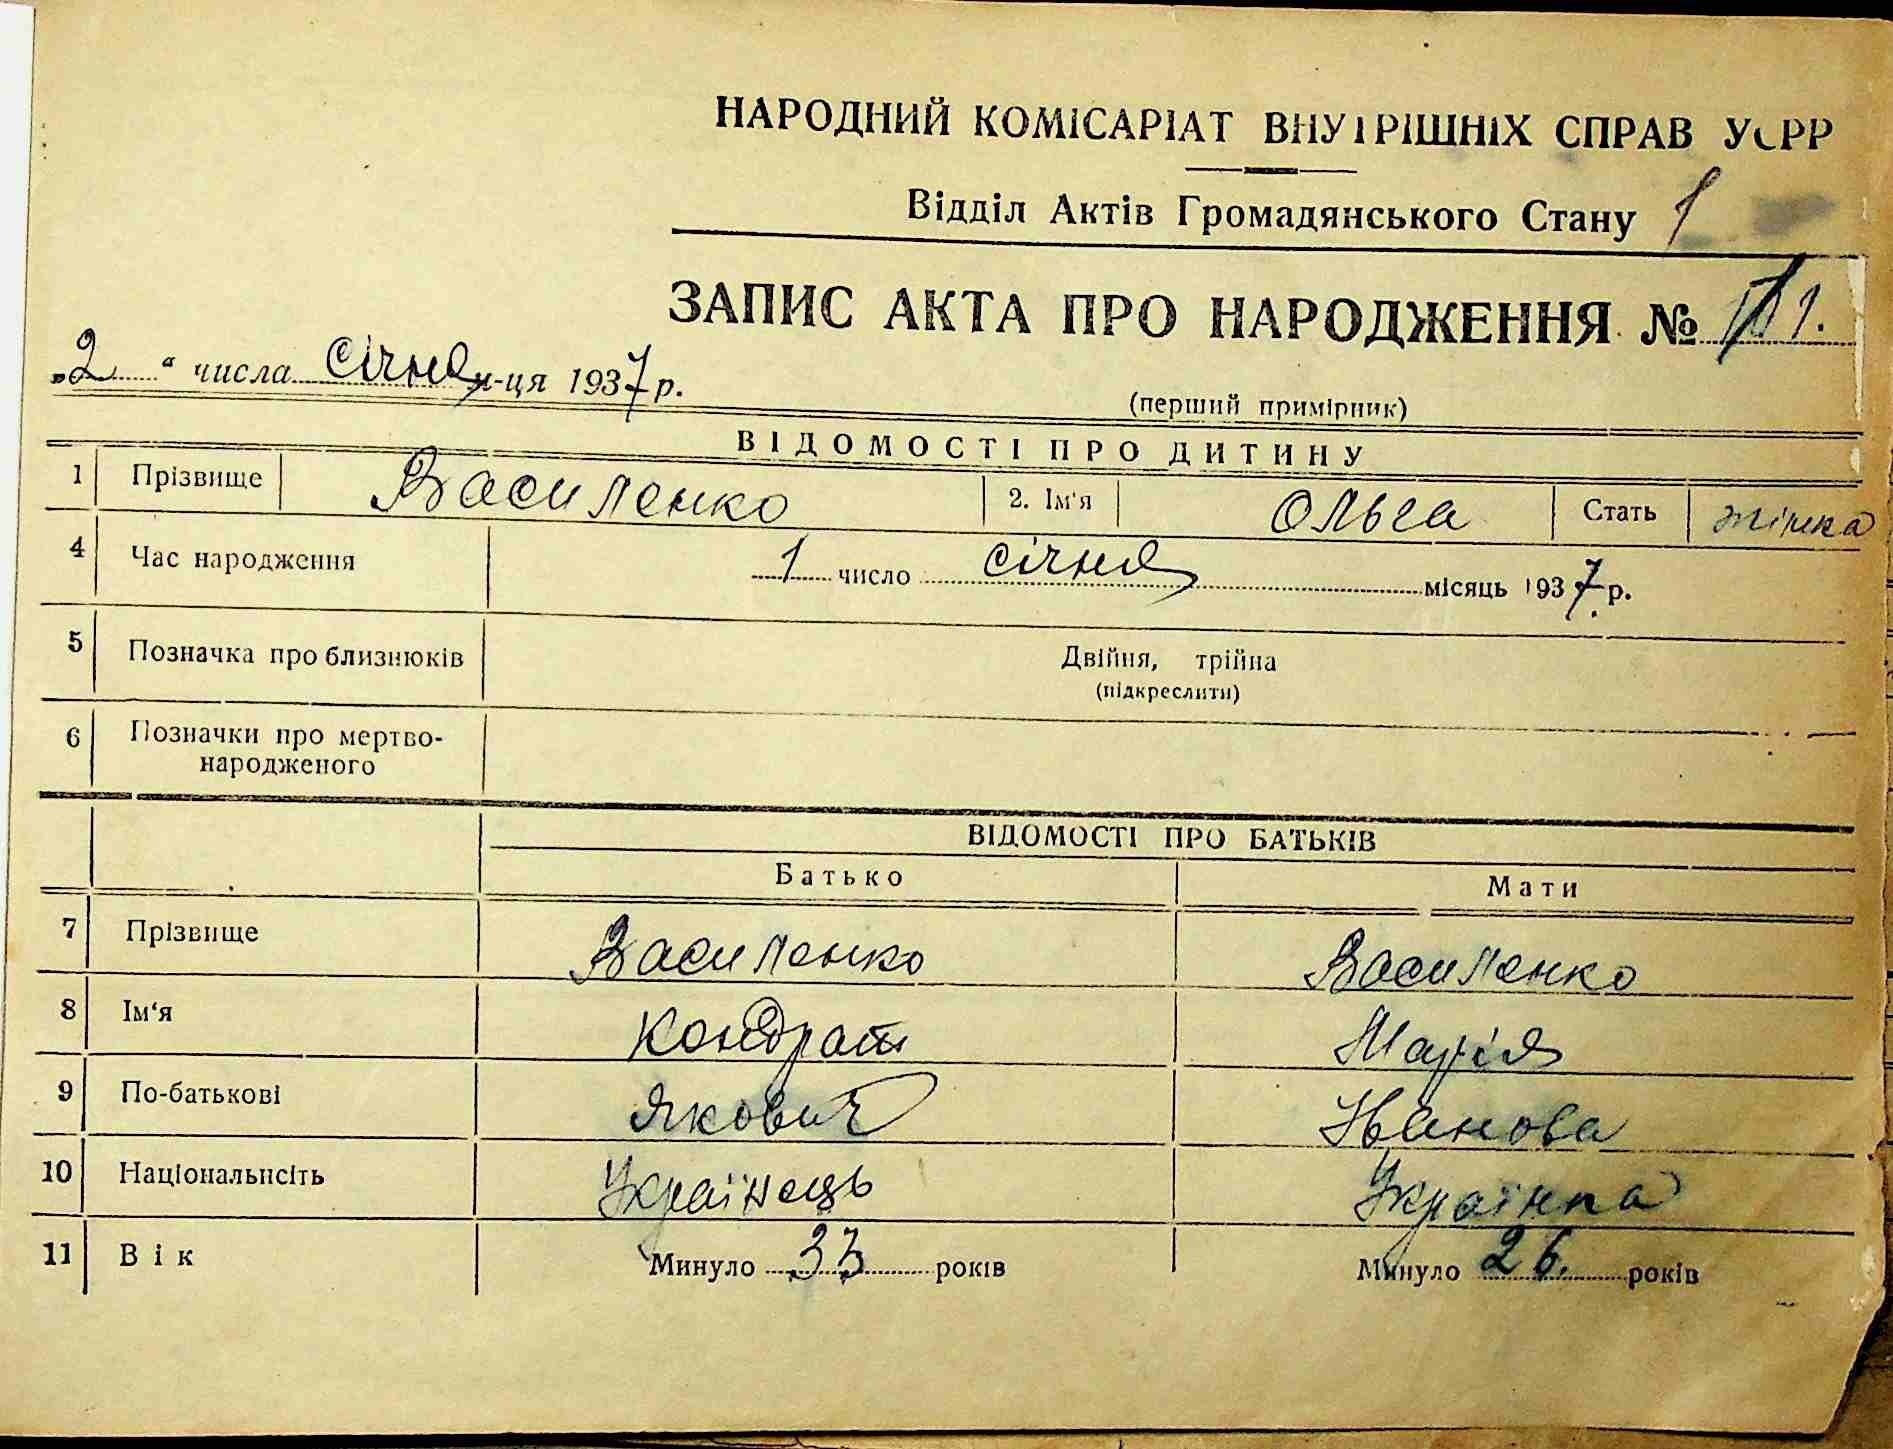 НАРОДНИЙ КОМІСАРІАТ ВНУТРІШНІХ СПРАВ УСРР
Відділ Актів Громадянського Стану 1
ЗАПИС АКТА ПРО НАРОДЖЕННЯ № 1.
„2“ числа січня м-ця 1937 р.
(перший примірник)
ВІДОМОСТІ ПРО ДИТИНУ
1 Прізвище Василенко 2. Ім'я Ольга Стать жінка
4 Час народження 1 число січня місяць 1937 р.
5 Позначка про близнюків Двійня, трійна
(підкреслити)
6 Позначки про мертво-
народженого
ВІДОМОСТІ ПРО БАТЬКІВ
Батько Мати
7 Прізвище Василенко Василенко
8 Ім'я Кондрат Марія
9 По-батькові Якович Іванова
10 Національнсіть Українець Українка
11 Вік Минуло 33 років Минуло 26. років